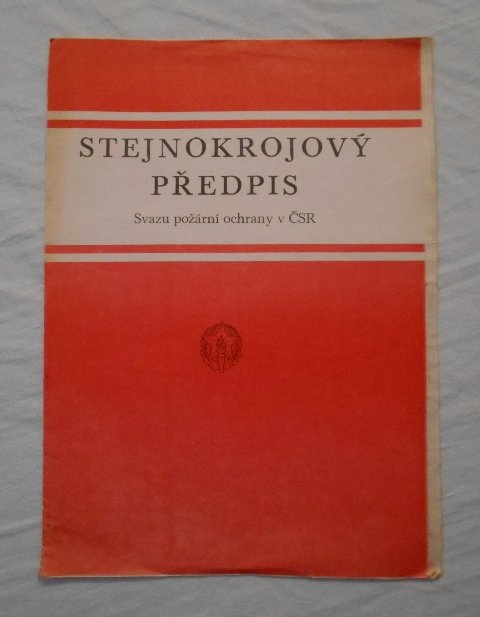 STEJNOKROJOVÝ
PŘEDPIS
Svazu požární ochrany v ČSR